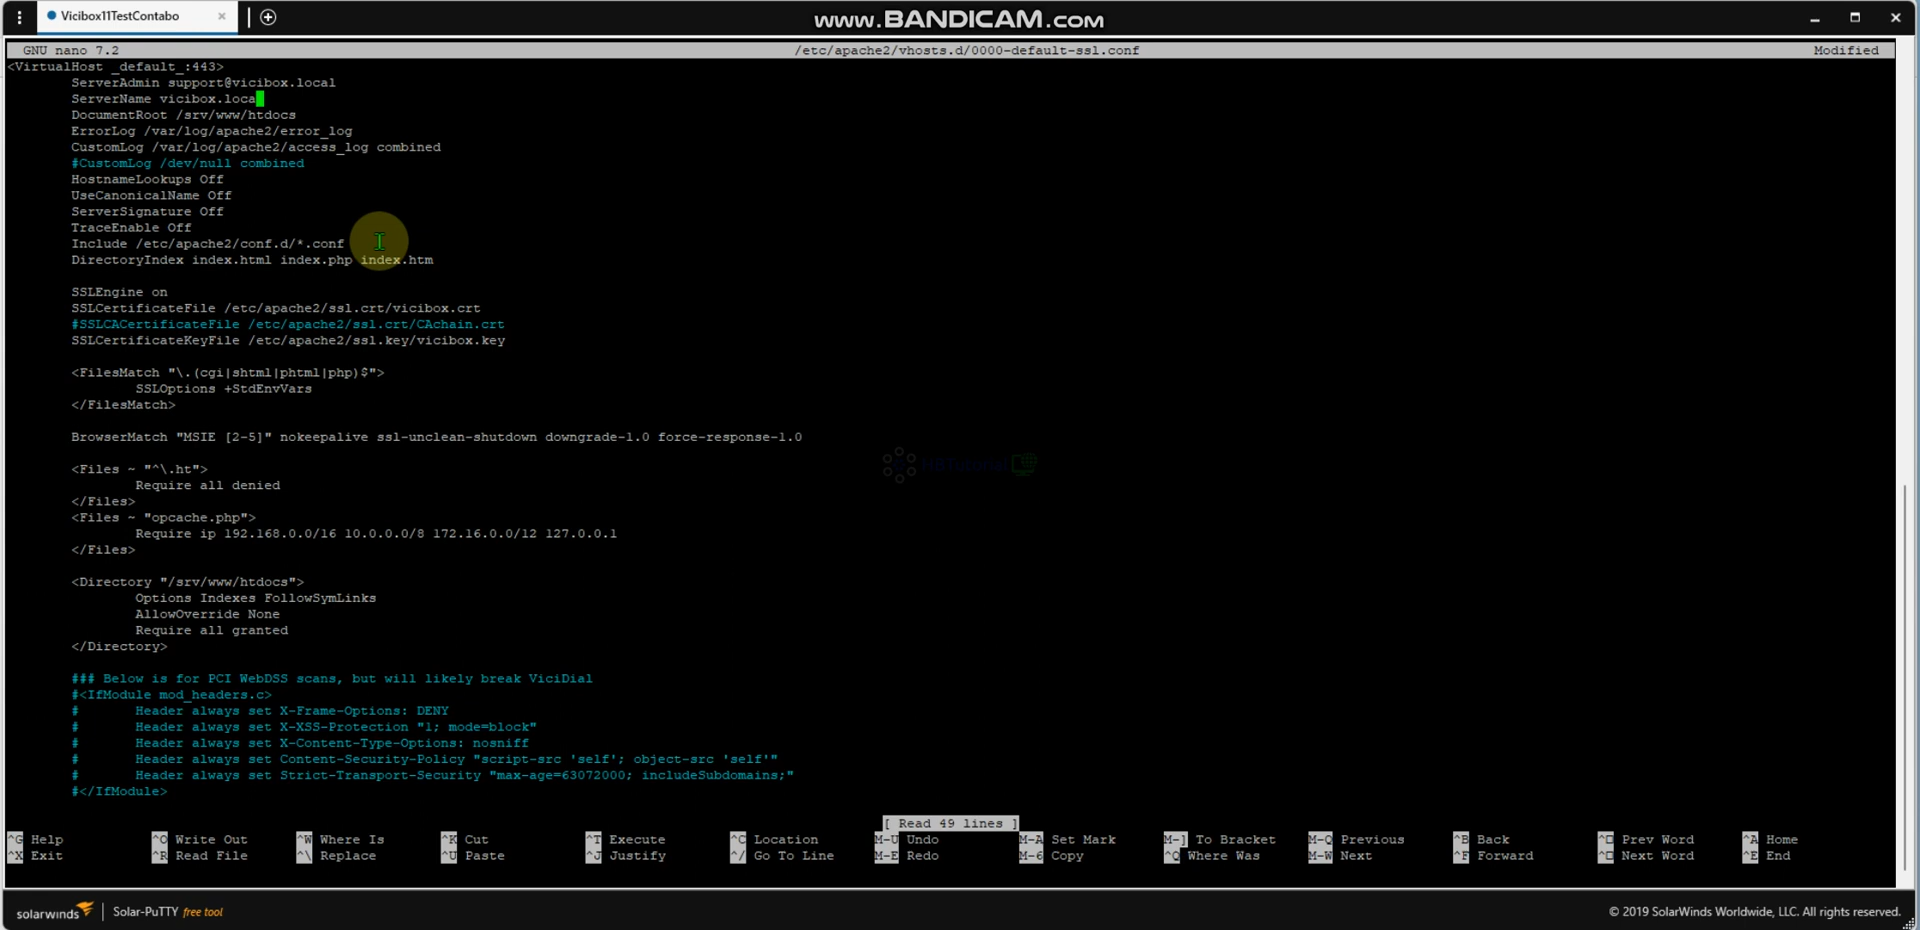 Vicibox11TestContabo
www.BANDICAM.com
GNU nano 7.2 /etc/apache2/vhosts.d/0000-default-ssl.conf Modified
<VirtualHost _default_:443>
ServerAdmin support@vicibox.local
ServerName vicibox.loca
DocumentRoot /srv/www/htdocs
ErrorLog /var/log/apache2/error_log
CustomLog /var/log/apache2/access_log combined
#CustomLog /dev/null combined
HostnameLookups Off
UseCanonicalName Off
ServerSignature Off
TraceEnable Off
Include /etc/apache2/conf.d/*.conf
DirectoryIndex index.html index.php index.htm
SSLEngine on
SSLCertificateFile /etc/apache2/ssl.crt/vicibox.crt
#SSLCACertificateFile /etc/apache2/ssl.crt/CAchain.crt
SSLCertificateKeyFile /etc/apache2/ssl.key/vicibox.key
<FilesMatch "\.(cgi|shtml|phtml|php)$">
SSLOptions +StdEnvVars
</FilesMatch>
BrowserMatch "MSIE [2-5]" nokeepalive ssl-unclean-shutdown downgrade-1.0 force-response-1.0
<Files ~ "^\.ht">
Require all denied
</Files>
<Files ~ "opcache.php">
Require ip 192.168.0.0/16 10.0.0.0/8 172.16.0.0/12 127.0.0.1
</Files>
<Directory "/srv/www/htdocs">
Options Indexes FollowSymLinks
AllowOverride None
Require all granted
</Directory>
### Below is for PCI WebDSS scans, but will likely break ViciDial
#<IfModule mod_headers.c>
# Header always set X-Frame-Options: DENY
# Header always set X-XSS-Protection "1; mode=block"
# Header always set X-Content-Type-Options: nosniff
# Header always set Content-Security-Policy "script-src 'self'; object-src 'self'"
# Header always set Strict-Transport-Security "max-age=63072000; includeSubdomains;"
#</IfModule>
[ Read 49 lines ]
^G Help ^O Write Out ^W Where Is ^K Cut ^T Execute ^C Location M-U Undo M-A Set Mark M-] To Bracket M-Q Previous ^B Back ^□ Prev Word ^A Home
^X Exit ^R Read File ^\ Replace ^U Paste ^J Justify ^/ Go To Line M-E Redo M-6 Copy ^Q Where Was M-W Next ^F Forward ^□ Next Word ^E End
solarwinds | Solar-PuTTY free tool
© 2019 SolarWinds Worldwide, LLC. All rights reserved.